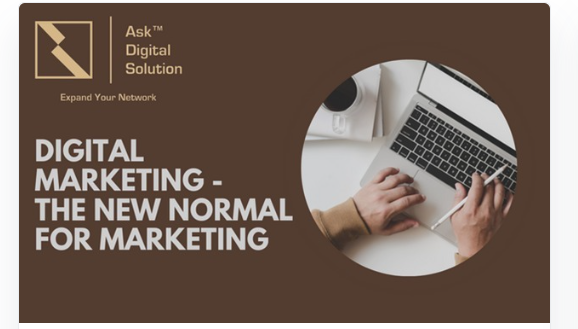 Ask™
Digital
Solution
Expand Your Network
DIGITAL
MARKETING -
THE NEW NORMAL
FOR MARKETING